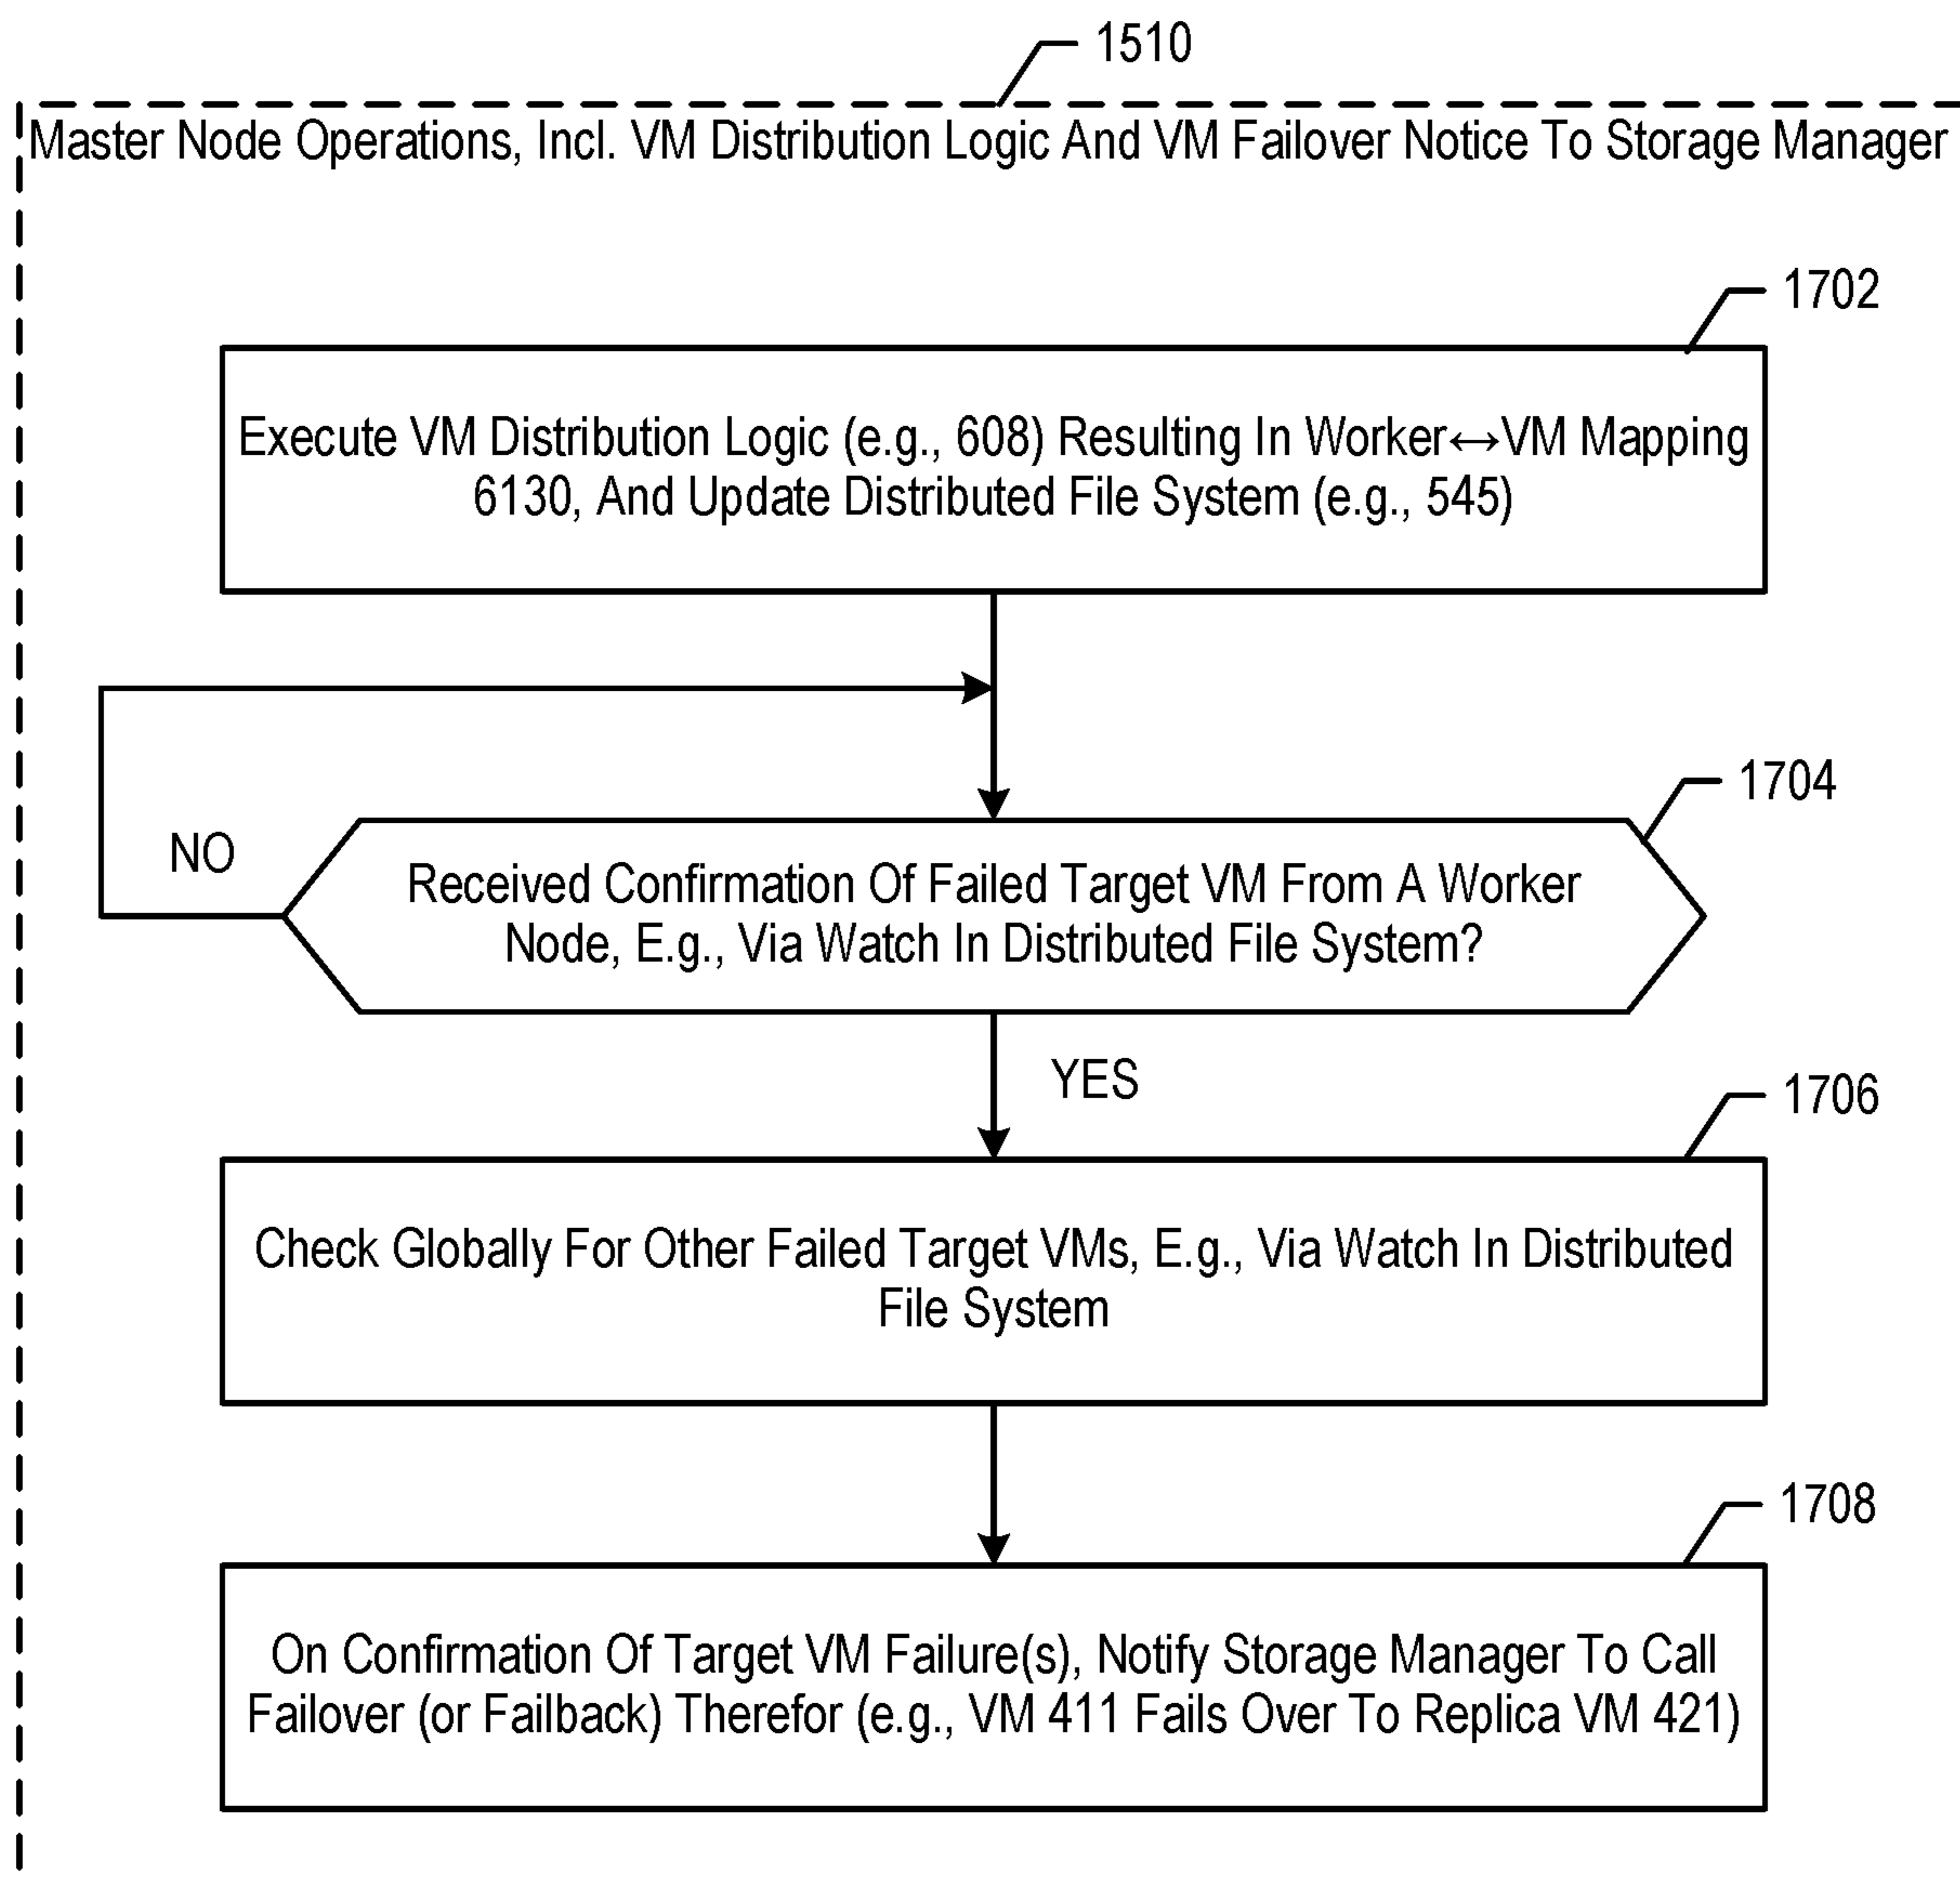 1510
Master Node Operations, Incl. VM Distribution Logic And VM Failover Notice To Storage Manager
1702
Execute VM Distribution Logic (e.g., 608) Resulting In Worker↔VM Mapping
6130, And Update Distributed File System (e.g., 545)
1704
NO
Received Confirmation Of Failed Target VM From A Worker
Node, E.g., Via Watch In Distributed File System?
YES
1706
Check Globally For Other Failed Target VMs, E.g., Via Watch In Distributed
File System
1708
On Confirmation Of Target VM Failure(s), Notify Storage Manager To Call
Failover (or Failback) Therefor (e.g., VM 411 Fails Over To Replica VM 421)